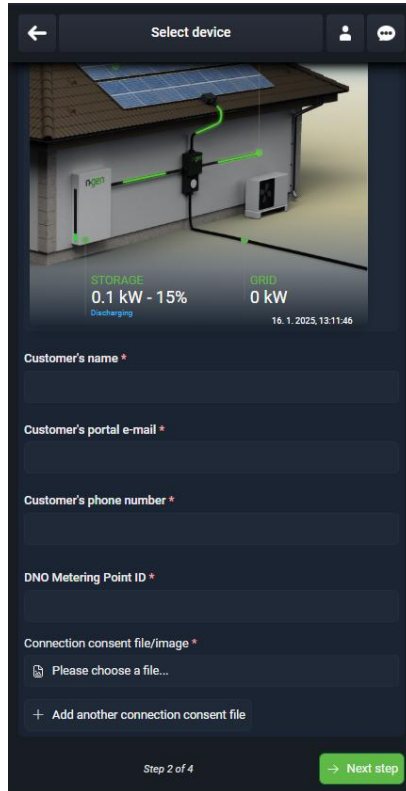 Select device
ngen
STORAGE
GRID
0.1 kW - 15%
0 kW
Discharging
16. 1. 2025, 13:11:46
Customer's name *
Customer's portal e-mail *
Customer's phone number *
DNO Metering Point ID *
Connection consent file/image *
Please choose a file...
+ Add another connection consent file
Step 2 of 4
→ Next step